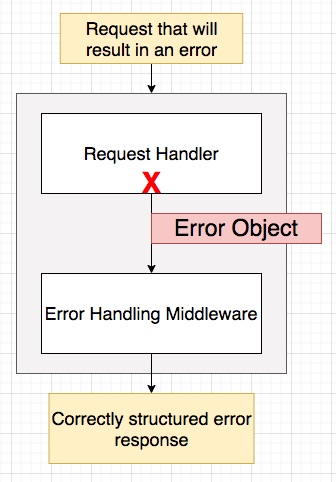 Request that will
result in an error
Request Handler
X
Error Object
Error Handling Middleware
Correctly structured error
response